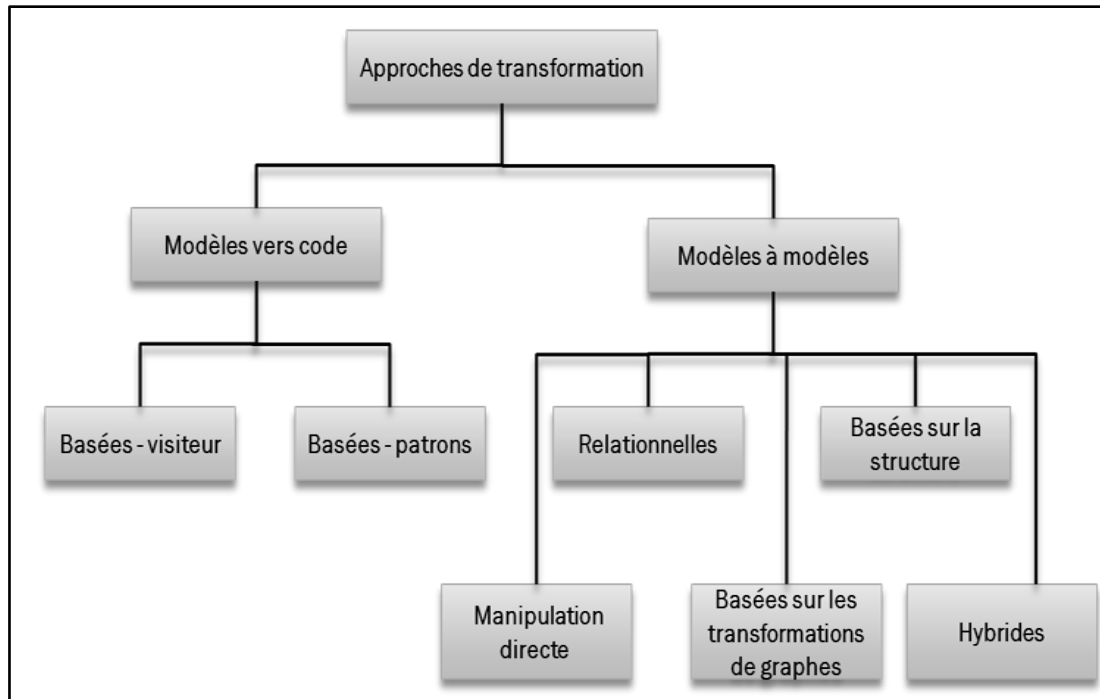 Approches de transformation
Modèles vers code
Modèles à modèles
Basées - visiteur
Basées - patrons
Relationnelles
Basées sur la
structure
Manipulation
directe
Basées sur les
transformations
de graphes
Hybrides